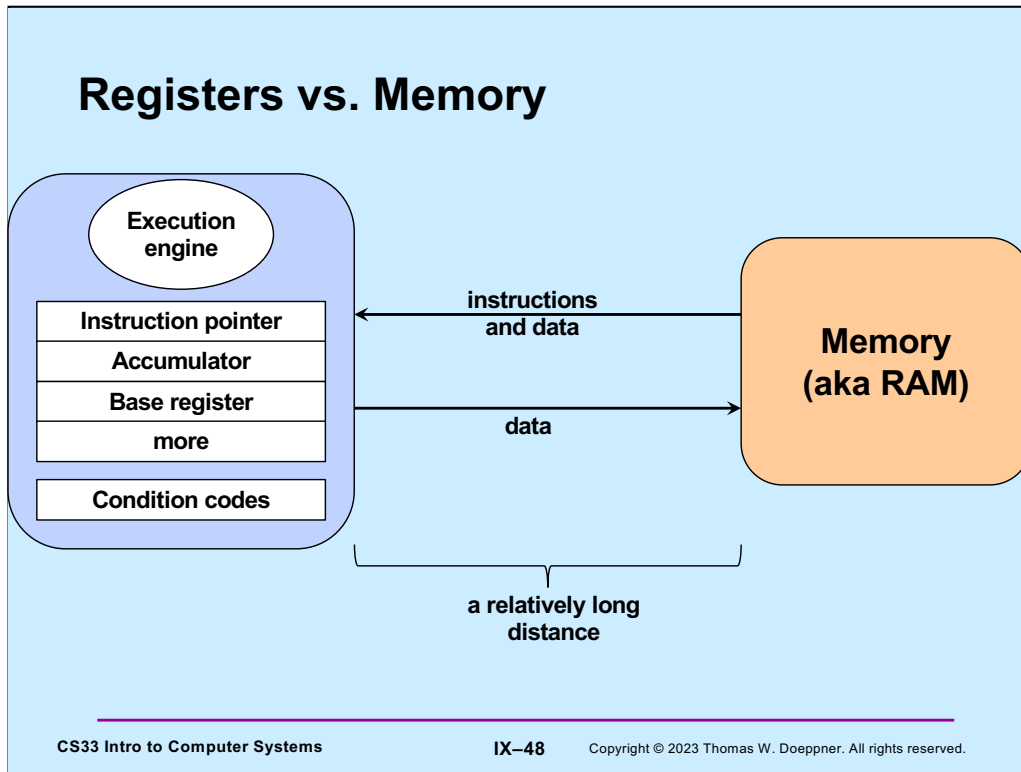 Registers vs. Memory
Execution
engine
Instruction pointer
Accumulator
Base register
more
Condition codes
instructions
and data
data
Memory
(aka RAM)
a relatively long
distance
CS33 Intro to Computer Systems
IX–48
Copyright © 2023 Thomas W. Doeppner. All rights reserved.